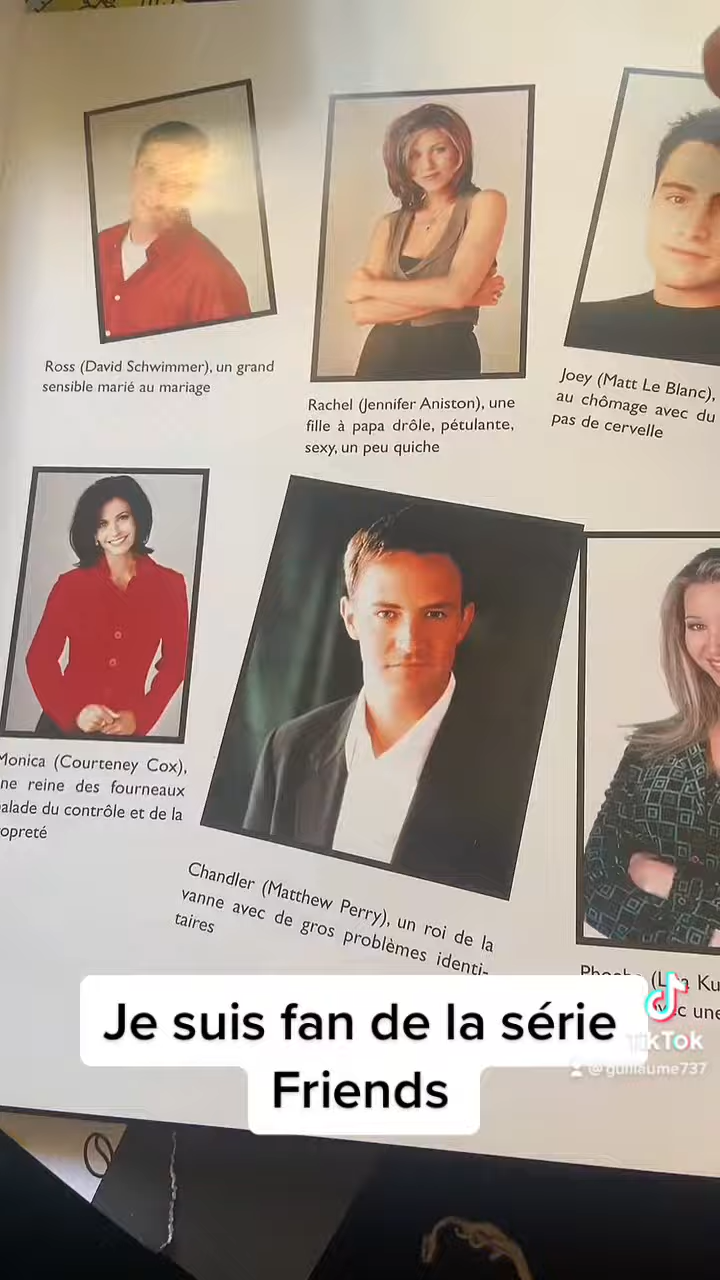 Ross (David Schwimmer), un grand
sensible marié au mariage
Rachel (Jennifer Aniston), une
fille à papa drôle, pétulante,
sexy, un peu quiche
Joey (Matt Le Blanc),
au chômage avec du
pas de cervelle
Monica (Courteney Cox),
ne reine des fourneaux
alade du contrôle et de la
opreté
Chandler (Matthew Perry), un roi de la
vanne avec de gros problèmes identi-
taires
Je suis fan de la série
Friends
TikTok
@guillaume737